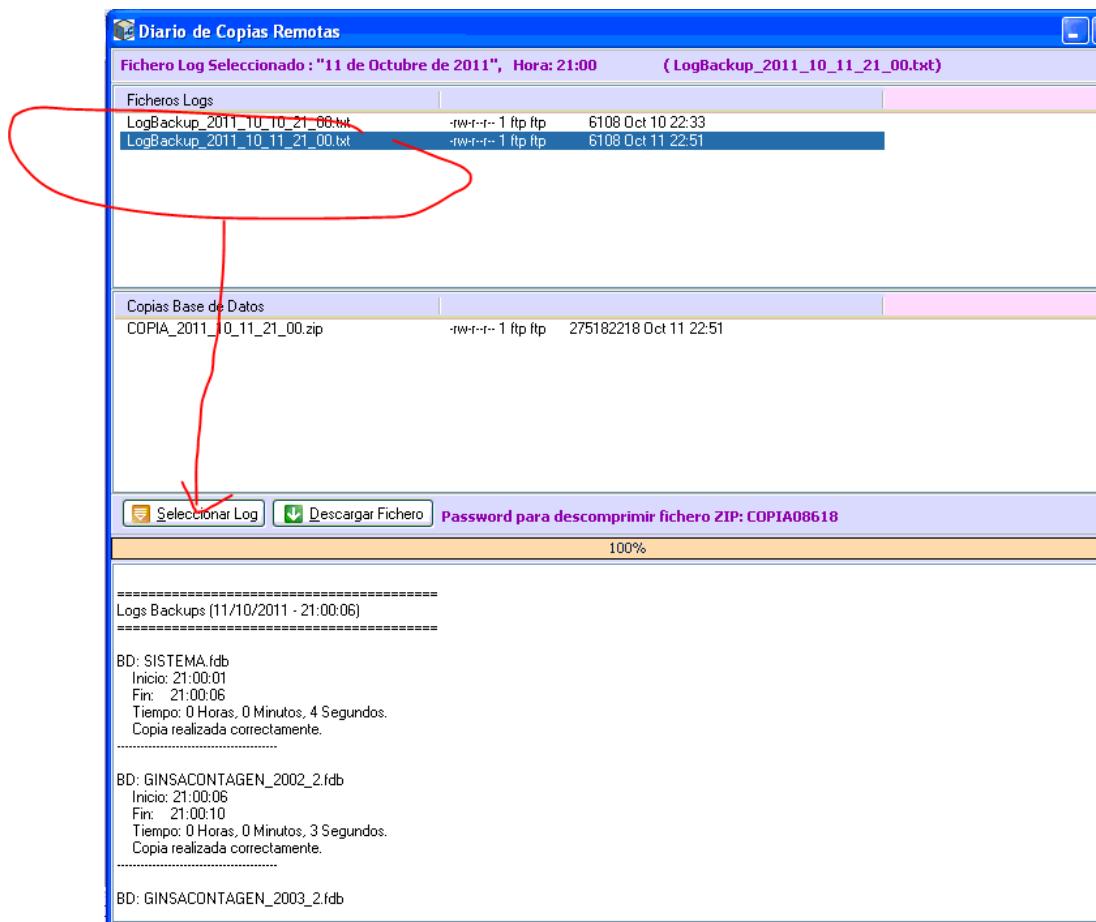 Diario de Copias Remotas
Fichero Log Seleccionado : "11 de Octubre de 2011", Hora: 21:00 ( LogBackup_2011_10_11_21_00.txt)
Ficheros Logs
LogBackup_2011_10_10_21_00.txt -rw-r--r-- 1 ftp ftp 6108 Oct 10 22:33
LogBackup_2011_10_11_21_00.txt -rw-r--r-- 1 ftp ftp 6108 Oct 11 22:51
Copias Base de Datos
COPIA_2011_10_11_21_00.zip -rw-r--r-- 1 ftp ftp 275182218 Oct 11 22:51
Seleccionar Log Descargar Fichero Password para descomprimir fichero ZIP: COPIA08618
100%
=========================================
Logs Backups (11/10/2011 - 21:00:06)
=========================================
BD: SISTEMA.fdb
Inicio: 21:00:01
Fin: 21:00:06
Tiempo: 0 Horas, 0 Minutos, 4 Segundos.
Copia realizada correctamente.
-----------------------------------------
BD: GINSACONTAGEN_2002_2.fdb
Inicio: 21:00:06
Fin: 21:00:10
Tiempo: 0 Horas, 0 Minutos, 3 Segundos.
Copia realizada correctamente.
-----------------------------------------
BD: GINSACONTAGEN_2003_2.fdb